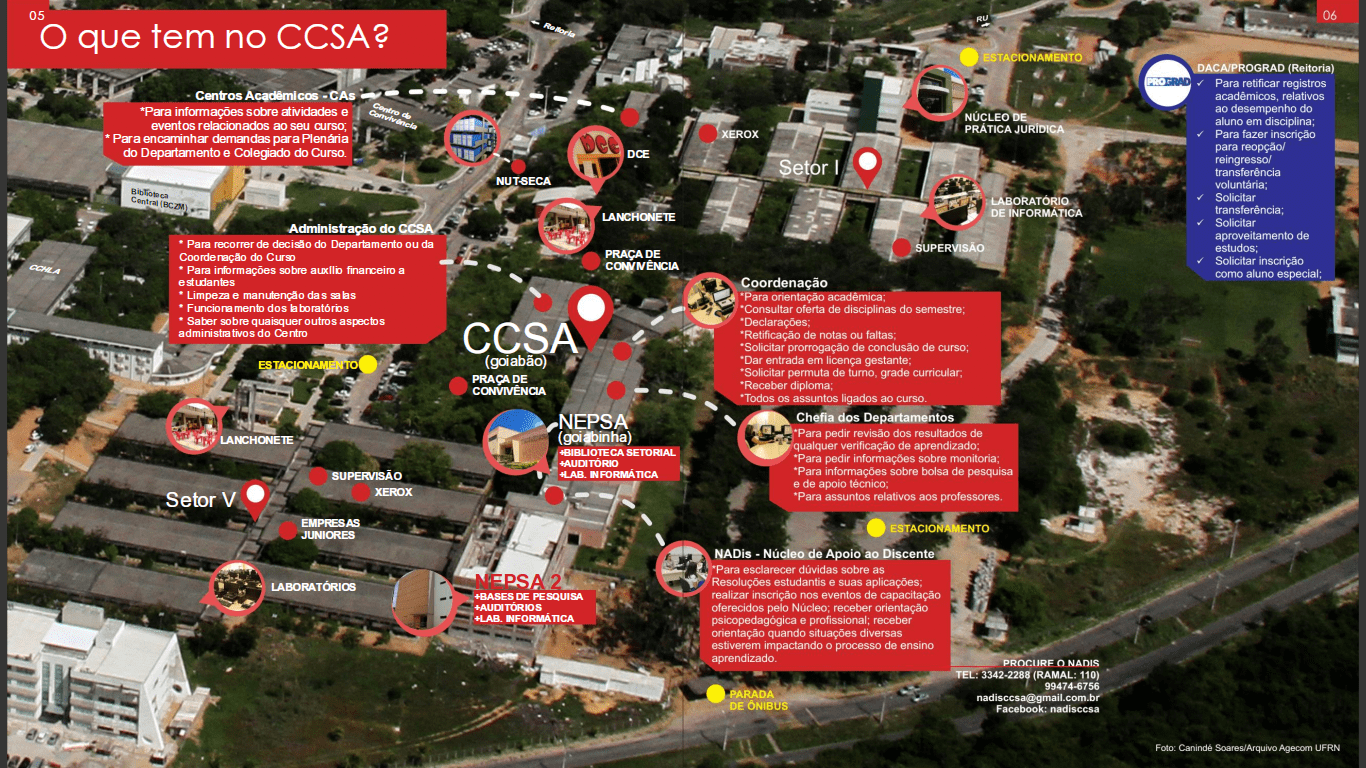 05
O que tem no CCSA?
06
Reitoria
RU
ESTACIONAMENTO
Centros Acadêmicos - CAs
*Para informações sobre atividades e
eventos relacionados ao seu curso;
* Para encaminhar demandas para Plenária
do Departamento e Colegiado do Curso.
Centro de
Convivência
XEROX
DCE
NUT-SECA
NÚCLEO DE
PRÁTICA JURÍDICA
Setor I
PROGRAD
DACA/PROGRAD (Reitoria)
✓ Para retificar registros
acadêmicos, relativos
ao desempenho do
aluno em disciplina;
✓ Para fazer inscrição
para reopção/
reingresso/
transferência
voluntária;
✓ Solicitar
transferência;
✓ Solicitar
aproveitamento de
estudos;
✓ Solicitar inscrição
como aluno especial;
Biblioteca
Central (BCZM)
LANCHONETE
LABORATÓRIO
DE INFORMÁTICA
SUPERVISÃO
PRAÇA DE
CONVIVÊNCIA
CCHLA
Administração do CCSA
* Para recorrer de decisão do Departamento ou da
Coordenação do Curso
* Para informações sobre auxílio financeiro a
estudantes
* Limpeza e manutenção das salas
* Funcionamento dos laboratórios
* Saber sobre quaisquer outros aspectos
administrativos do Centro
Coordenação
*Para orientação acadêmica;
*Consultar oferta de disciplinas do semestre;
*Declarações;
*Retificação de notas ou faltas;
*Solicitar prorrogação de conclusão de curso;
*Dar entrada em licença gestante;
*Solicitar permuta de turno, grade curricular;
*Receber diploma;
*Todos os assuntos ligados ao curso.
CCSA
(goiabão)
ESTACIONAMENTO
PRAÇA DE
CONVIVÊNCIA
NEPSA
(goiabinha)
+BIBLIOTECA SETORIAL
+AUDITÓRIO
+LAB. INFORMÁTICA
Chefia dos Departamentos
*Para pedir revisão dos resultados de
qualquer verificação de aprendizado;
*Para pedir informações sobre monitoria;
*Para informações sobre bolsa de pesquisa
e de apoio técnico;
*Para assuntos relativos aos professores.
LANCHONETE
SUPERVISÃO
XEROX
Setor V
EMPRESAS
JUNIORES
ESTACIONAMENTO
LABORATÓRIOS
NEPSA 2
+BASES DE PESQUISA
+AUDITÓRIOS
+LAB. INFORMÁTICA
NADis - Núcleo de Apoio ao Discente
*Para esclarecer dúvidas sobre as
Resoluções estudantis e suas aplicações;
realizar inscrição nos eventos de capacitação
oferecidos pelo Núcleo; receber orientação
psicopedagógica e profissional; receber
orientação quando situações diversas
estiverem impactando o processo de ensino
aprendizado.
PROCURE O NADIS
TEL: 3342-2288 (RAMAL: 110)
99474-6756
nadisccsa@gmail.com.br
Facebook: nadisccsa
PARADA
DE ÔNIBUS
Foto: Canindé Soares/Arquivo Agecom UFRN